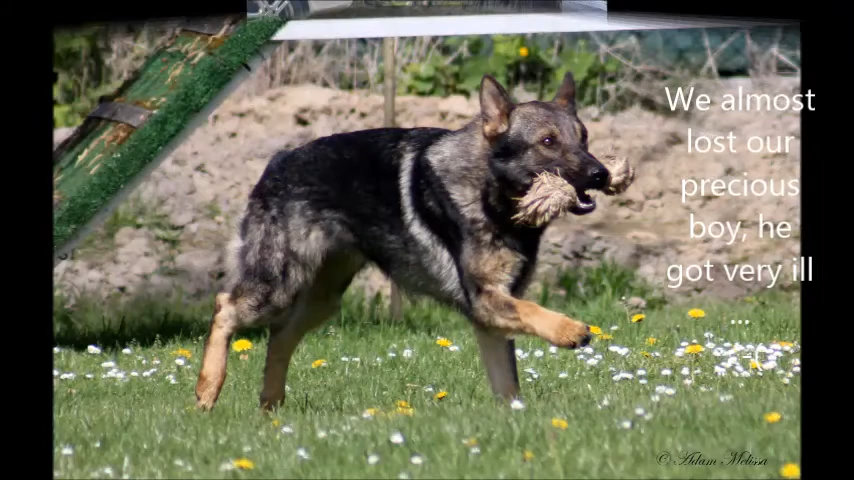 We almost
lost our
precious
boy, he
got very ill
© Adam Melissa